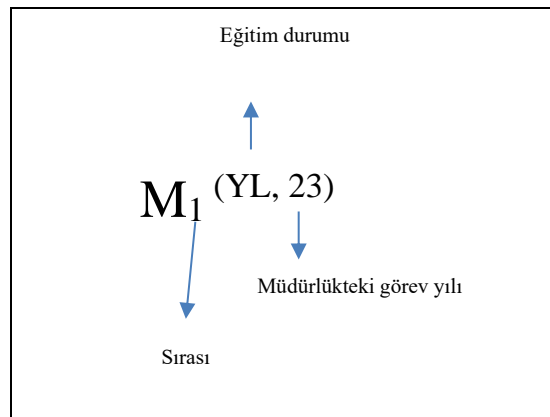 Eğitim durumu
M1 (YL, 23)
Müdürlükteki görev yılı
Sırası